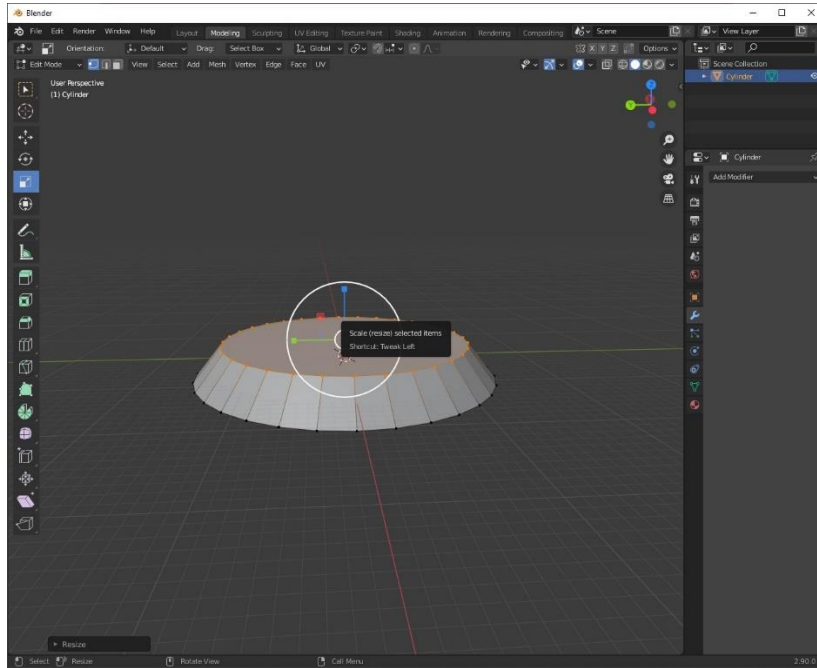 Blender
File Edit Render Window Help Layout Modeling Sculpting UV Editing Texture Paint Shading Animation Rendering Compositing Scene View Layer
Orientation: Default Drag: Select Box Global X Y Z Options
Edit Mode View Select Add Mesh Vertex Edge Face UV
User Perspective
(1) Cylinder
Scene Collection
Cylinder
Z
Y
Cylinder
Add Modifier
Scale (resize) selected items
Shortcut: Tweak Left
Resize
Select Resize Rotate View Call Menu 2.90.0